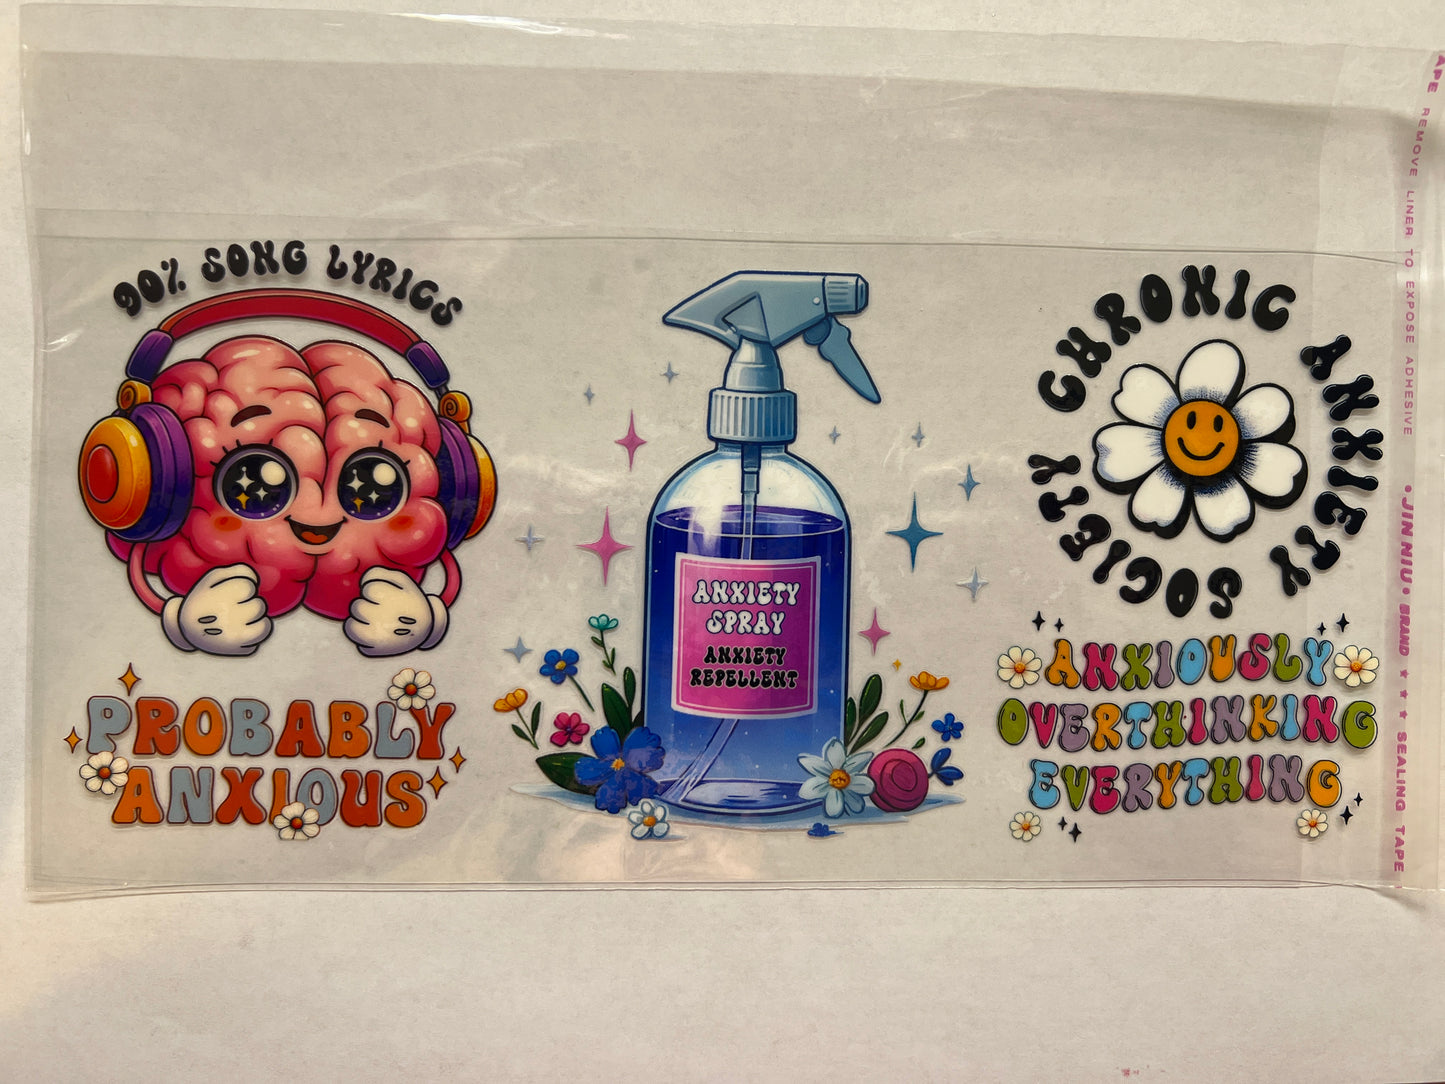 90% SONG LYRICS
PROBABLY
ANXIOUS
ANXIETY
SPRAY
ANXIETY
REPELLENT
CHRONIC ANXIETY SOCIETY
ANXIOUSLY
OVERTHINKING
EVERYTHING
APE REMOVE LINER TO EXPOSE ADHESIVE • JIN NIU • BRAND ★ ★ ★ SEALING TAPE